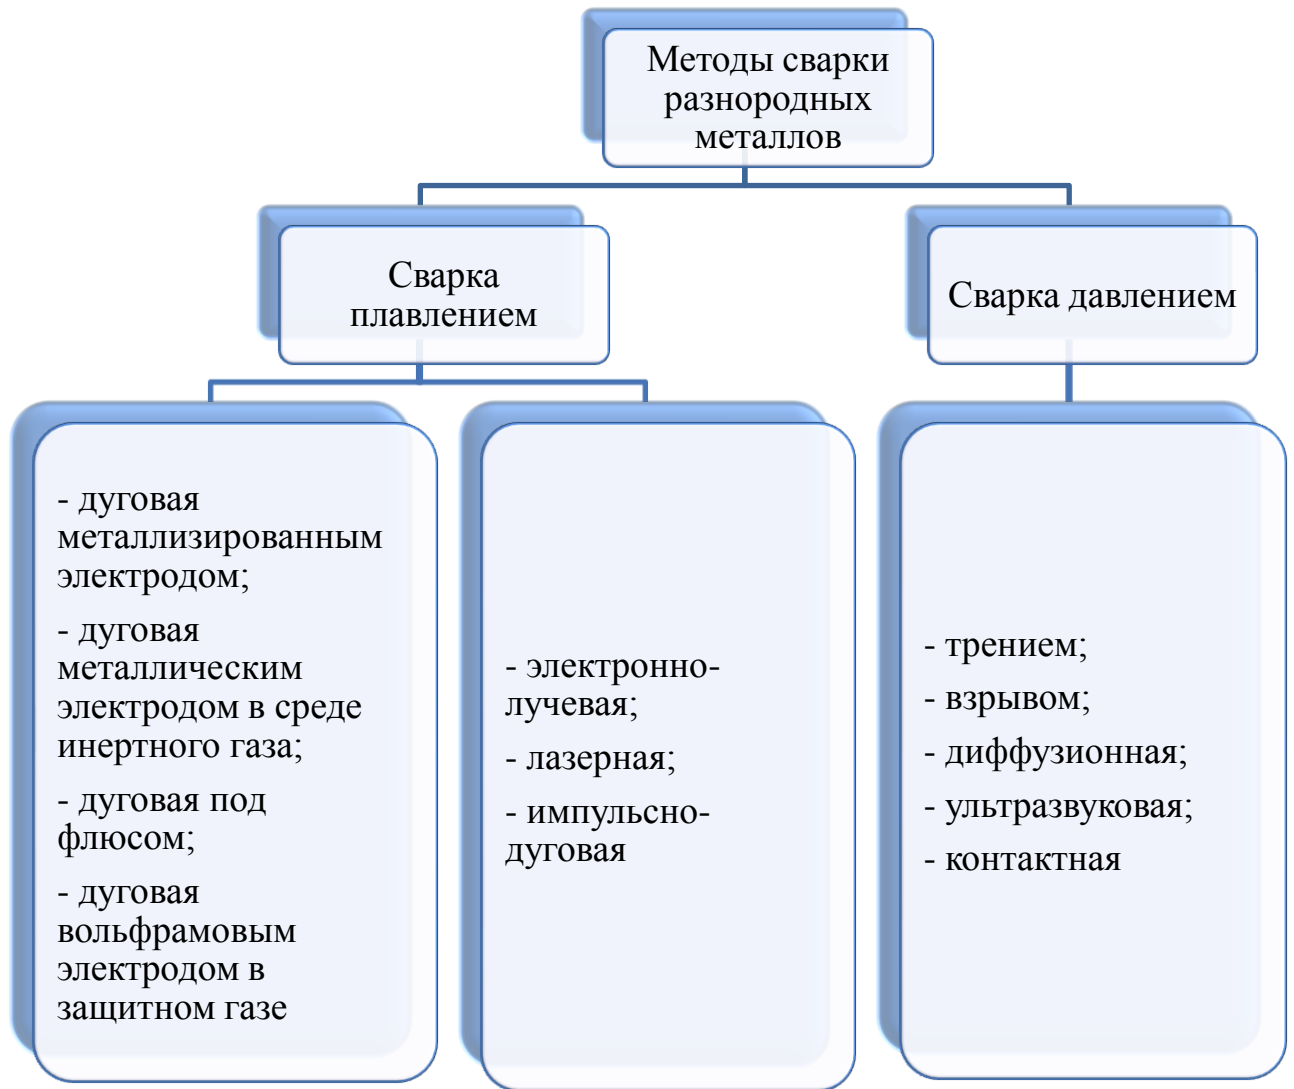 Методы сварки
разнородных
металлов
Сварка
плавлением
Сварка давлением
- дуговая
металлизированным
электродом;
- дуговая
металлическим
электродом в среде
инертного газа;
- дуговая под
флюсом;
- дуговая
вольфрамовым
электродом в
защитном газе
- электронно-
лучевая;
- лазерная;
- импульсно-
дуговая
- трением;
- взрывом;
- диффузионная;
- ультразвуковая;
- контактная